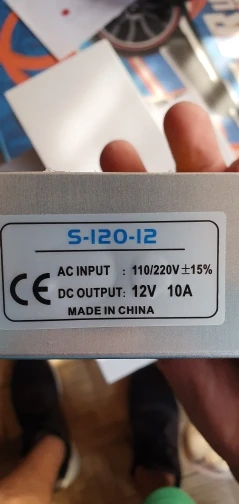 S-120-12
AC INPUT : 110/220V ±15%
CE DC OUTPUT: 12V 10A
MADE IN CHINA